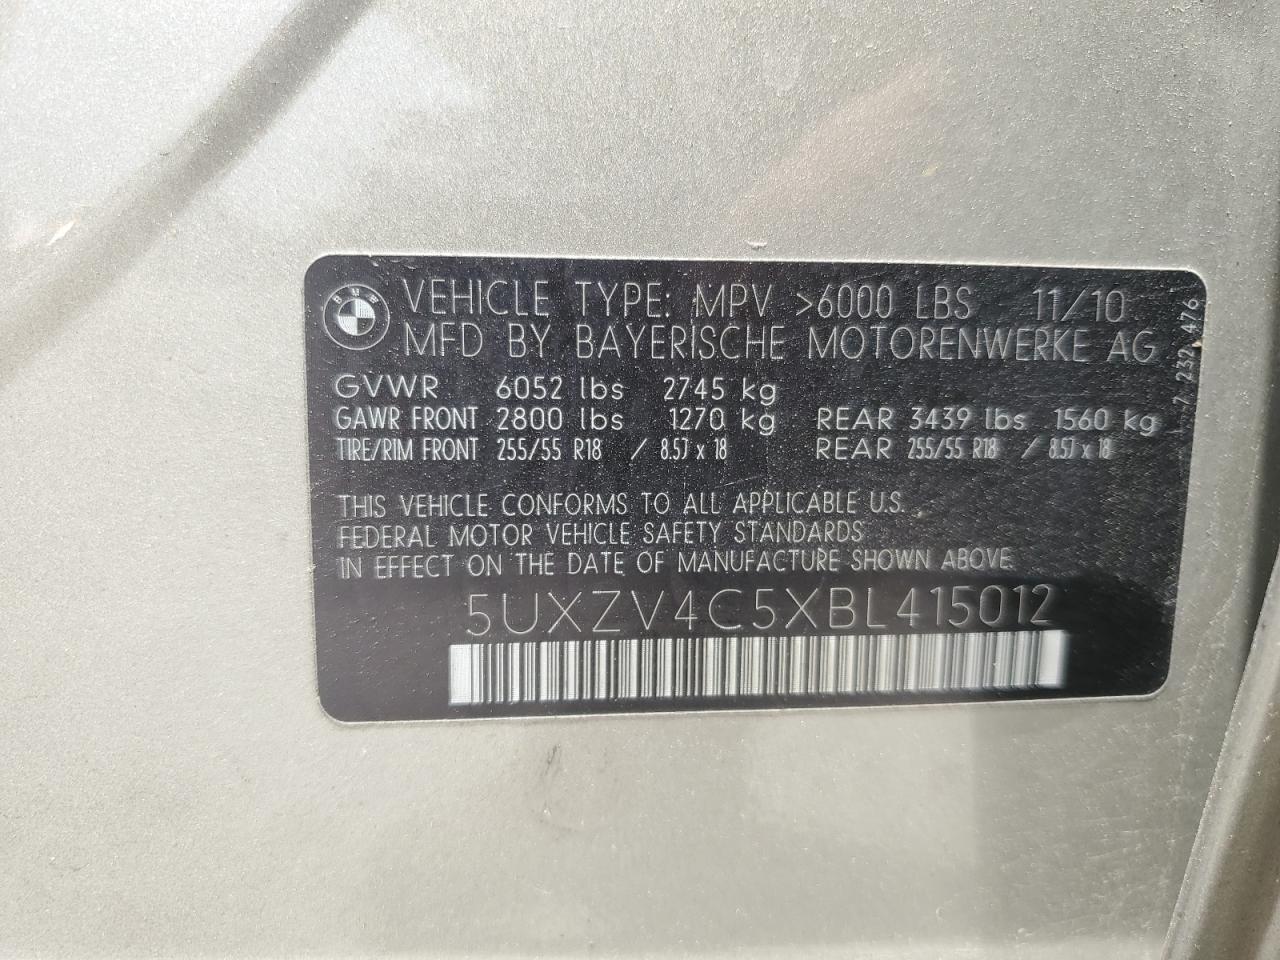 BMW
VEHICLE TYPE: MPV >6000 LBS 11/10
MFD BY BAYERISCHE MOTORENWERKE AG
GVWR 6052 lbs 2745 kg
GAWR FRONT 2800 lbs 1270 kg REAR 3439 lbs 1560 kg
TIRE/RIM FRONT 255/55 R18 / 8.5J x 18 REAR 255/55 R18 / 8.5J x 18
7 232 476
THIS VEHICLE CONFORMS TO ALL APPLICABLE U.S.
FEDERAL MOTOR VEHICLE SAFETY STANDARDS
IN EFFECT ON THE DATE OF MANUFACTURE SHOWN ABOVE.
5UXZV4C5XBL415012